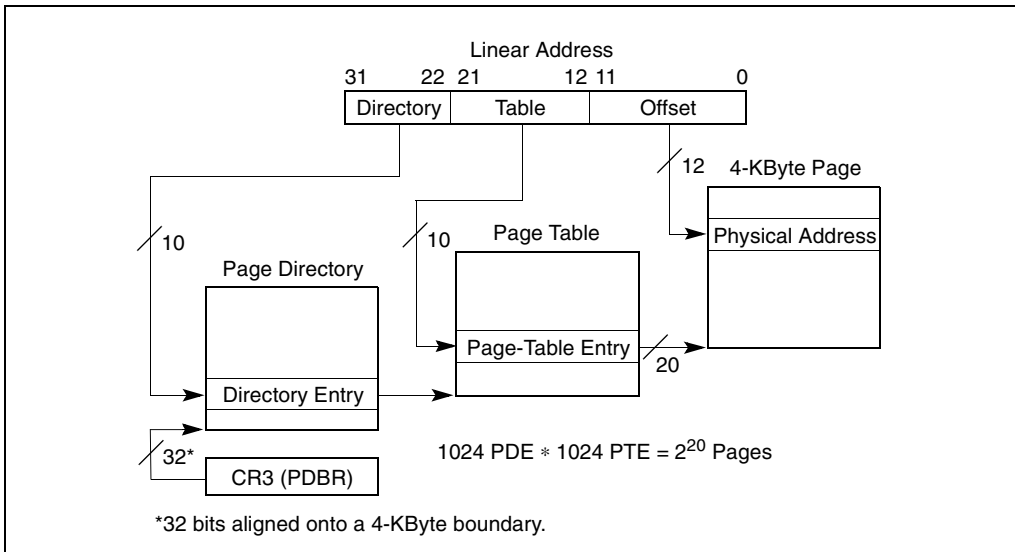 Linear Address
31 22 21 12 11 0
Directory Table Offset
12
4-KByte Page
Physical Address
10
10
Page Table
Page Directory
Page-Table Entry
20
Directory Entry
32*
1024 PDE * 1024 PTE = 2^20 Pages
CR3 (PDBR)
*32 bits aligned onto a 4-KByte boundary.